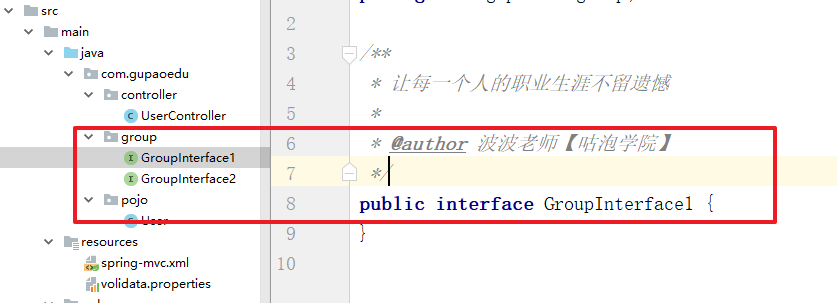 src
main
java
com.gupaoedu
controller
UserController
group
GroupInterface1
GroupInterface2
pojo
User
resources
spring-mvc.xml
volidata.properties
2
3 /**
4 * 让每一个人的职业生涯不留遗憾
5 *
6 * @author 波波老师【咕泡学院】
7 */
8 public interface GroupInterface1 {
9 }
10